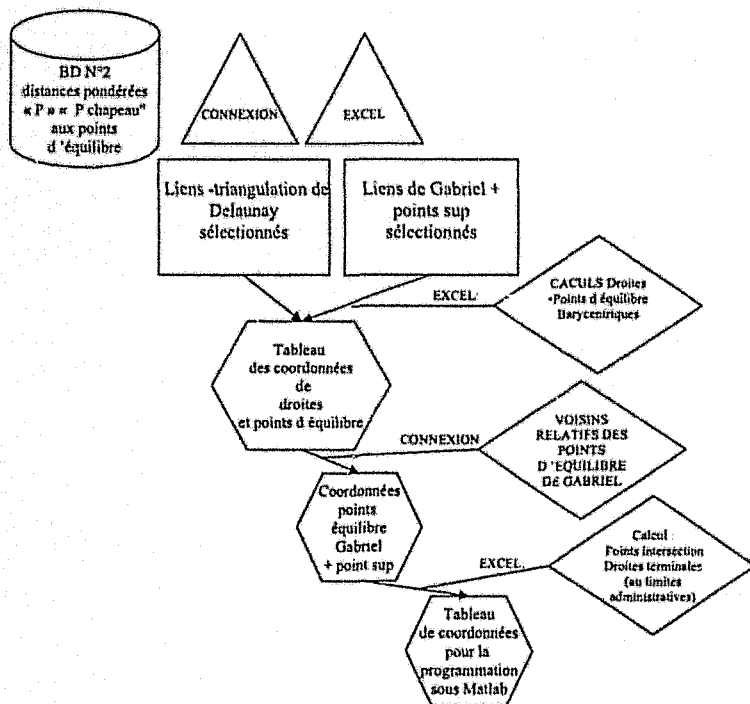 BD N°2
distances pondérées
« P » « P chapeau"
aux points
d 'équilibre
CONNEXION
EXCEL
Liens -triangulation de
Delaunay
sélectionnés
Liens de Gabriel +
points sup
sélectionnés
EXCEL
CACULS Droites
•Points d équilibre
Barycentriques
Tableau
des coordonnées
de
droites
et points d équilibre
CONNEXION
VOISINS
RELATIFS DES
POINTS
D 'EQUILIBRE
DE GABRIEL
Coordonnées
points
équilibre
Gabriel
+ point sup
EXCEL
Calcul :
Points intersection
Droites terminales
(au limites
administratives)
Tableau
de coordonnées
pour la
programmation
sous Matlab